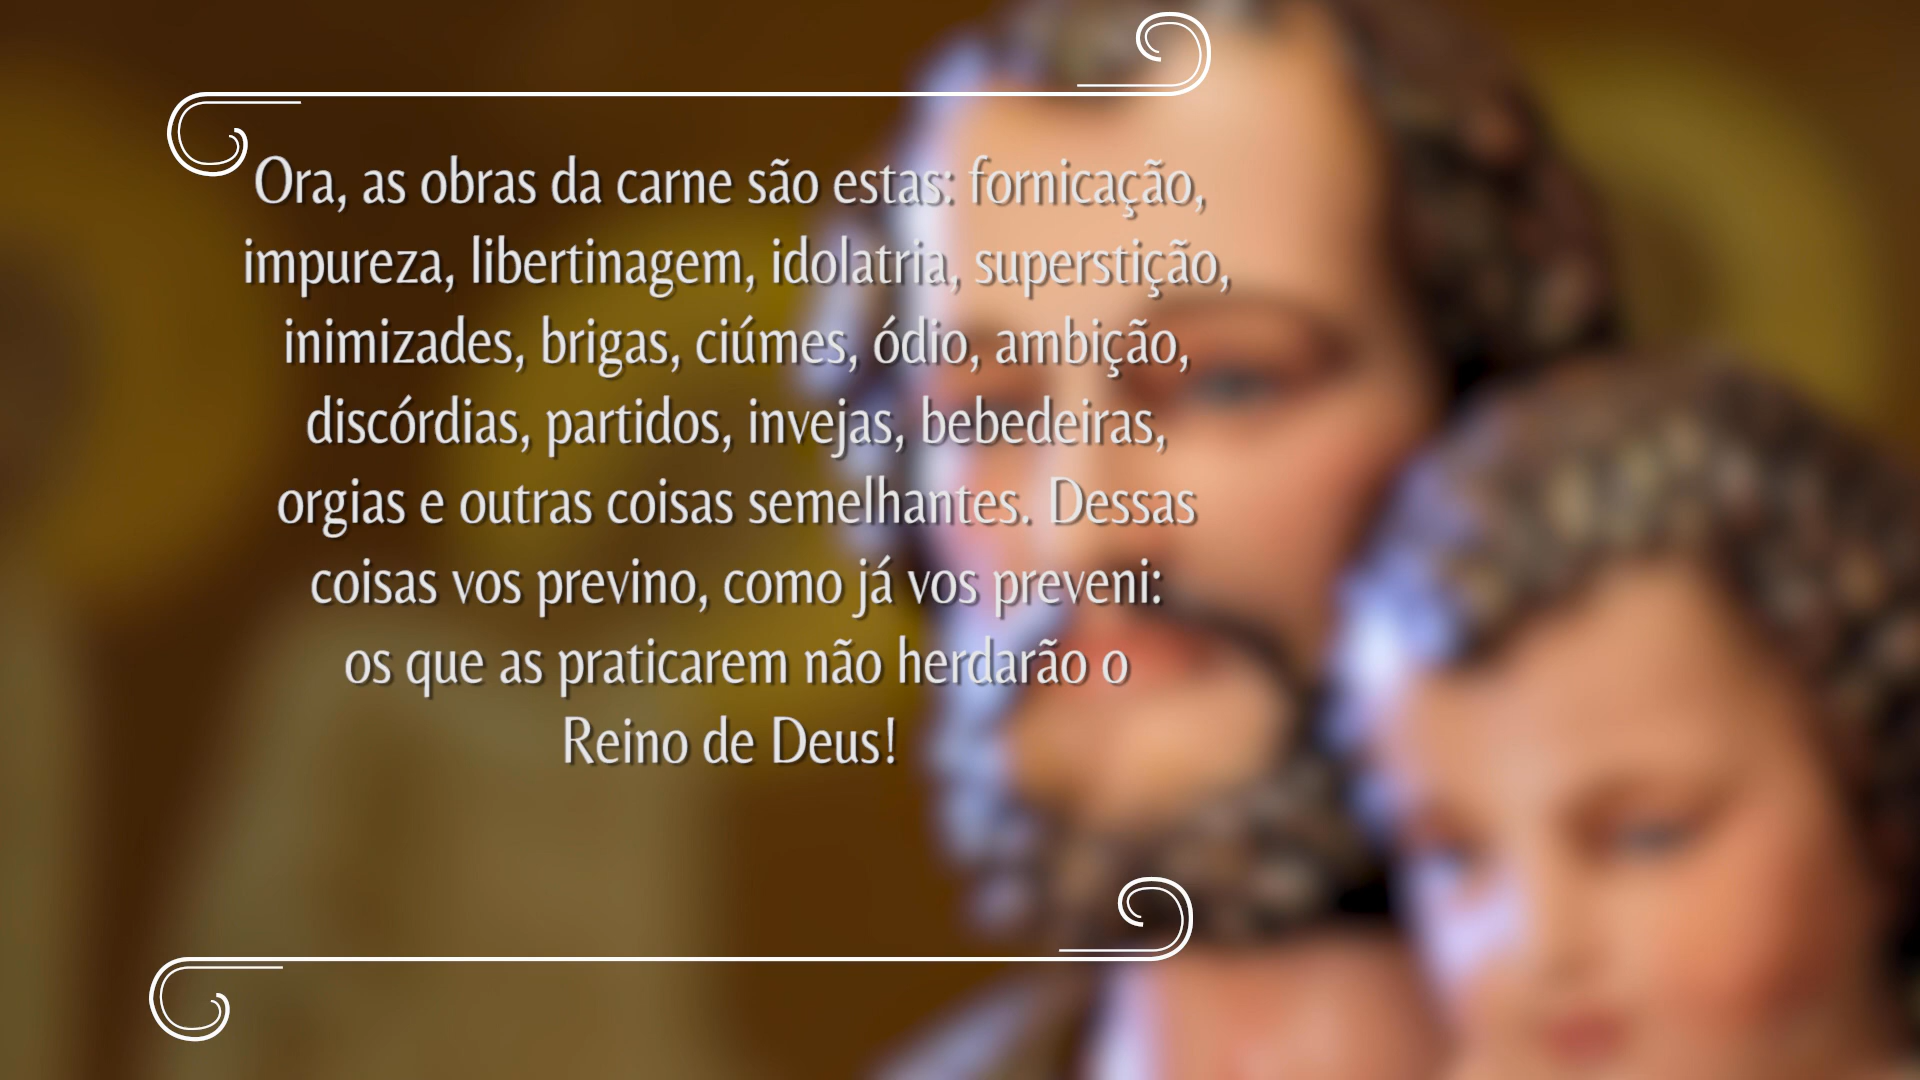 Ora, as obras da carne são estas: fornicação,
impureza, libertinagem, idolatria, superstição,
inimizades, brigas, ciúmes, ódio, ambição,
discórdias, partidos, invejas, bebedeiras,
orgias e outras coisas semelhantes. Dessas
coisas vos previno, como já vos preveni:
os que as praticarem não herdarão o
Reino de Deus!